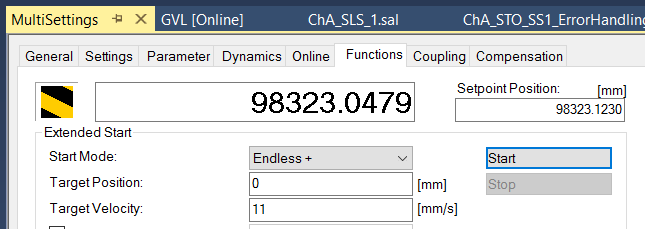 MultiSettings GVL [Online] ChA_SLS_1.sal ChA_STO_SS1_ErrorHandling
General Settings Parameter Dynamics Online Functions Coupling Compensation
98323.0479
Setpoint Position: [mm]
98323.1230
Extended Start
Start Mode: Endless + Start
Target Position: 0 [mm] Stop
Target Velocity: 11 [mm/s]